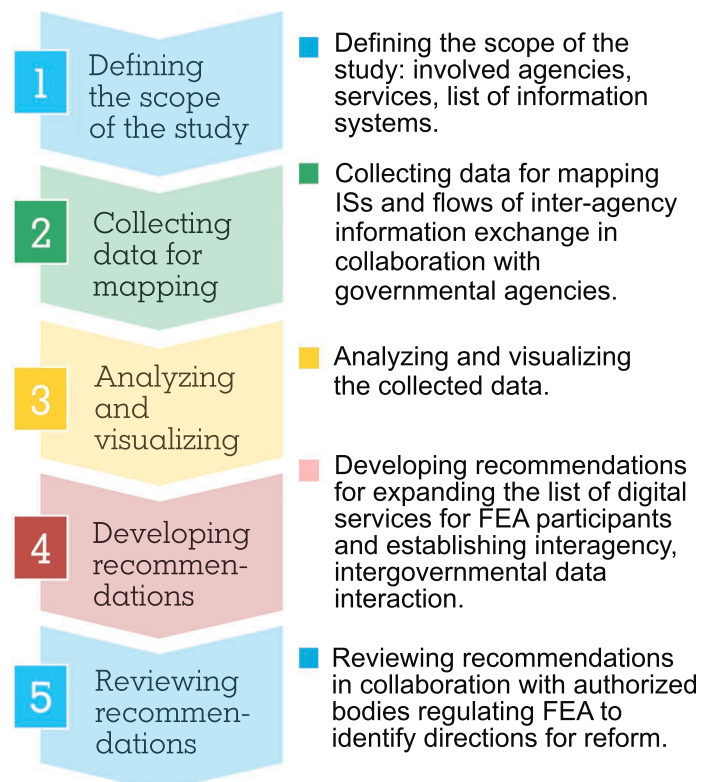 1
Defining
the scope
of the study
Defining the scope of the
study: involved agencies,
services, list of information
systems.
2
Collecting
data for
mapping
Collecting data for mapping
ISs and flows of inter-agency
information exchange in
collaboration with
governmental agencies.
3
Analyzing
and
visualizing
Analyzing and visualizing
the collected data.
4
Developing
recommen-
dations
Developing recommendations
for expanding the list of digital
services for FEA participants
and establishing interagency,
intergovernmental data
interaction.
5
Reviewing
recommen-
dations
Reviewing recommendations
in collaboration with authorized
bodies regulating FEA to
identify directions for reform.